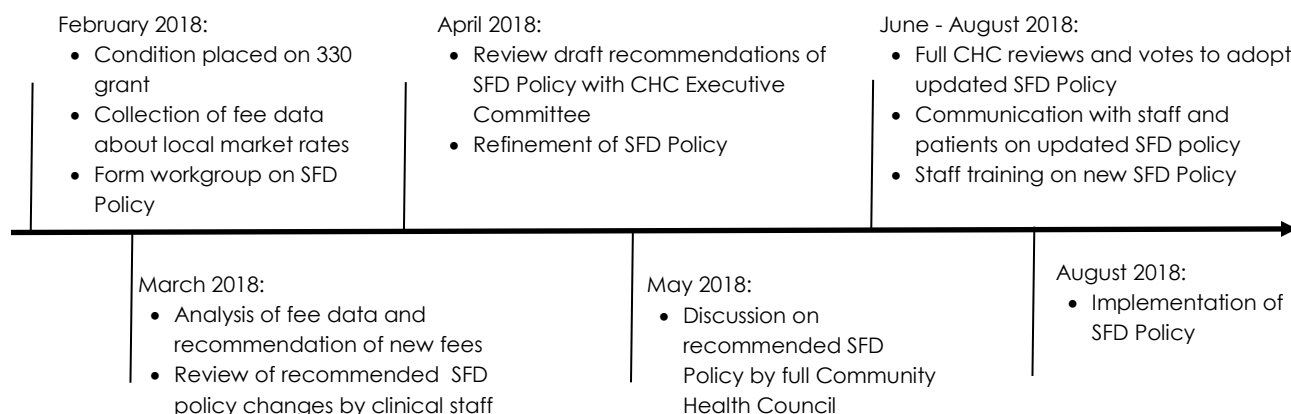 February 2018:
• Condition placed on 330
grant
• Collection of fee data
about local market rates
• Form workgroup on SFD
Policy
April 2018:
• Review draft recommendations of
SFD Policy with CHC Executive
Committee
• Refinement of SFD Policy
June - August 2018:
• Full CHC reviews and votes to adopt
updated SFD Policy
• Communication with staff and
patients on updated SFD policy
• Staff training on new SFD Policy
March 2018:
• Analysis of fee data and
recommendation of new fees
• Review of recommended SFD
policy changes by clinical staff
May 2018:
• Discussion on
recommended SFD
Policy by full Community
Health Council
August 2018:
• Implementation of
SFD Policy